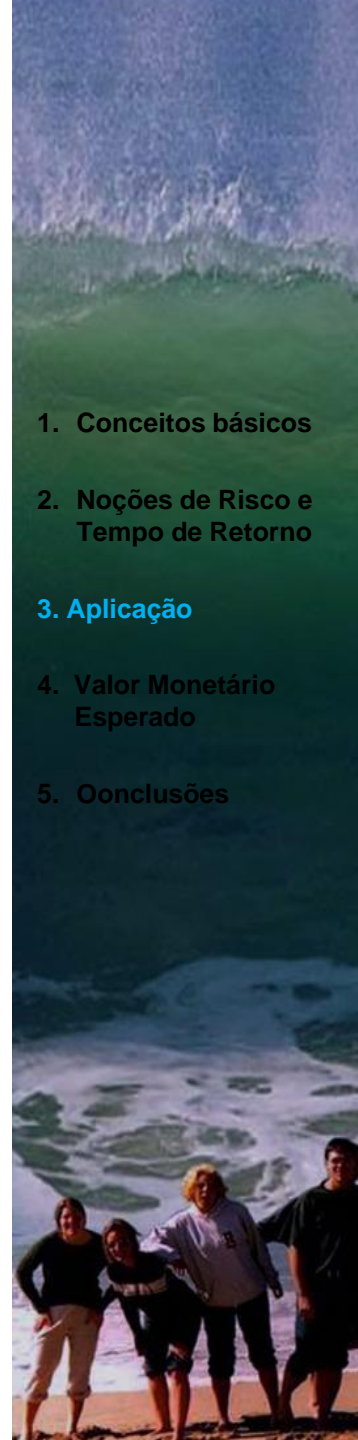 1. Conceitos básicos
2. Noções de Risco e
Tempo de Retorno
3. Aplicação
4. Valor Monetário
Esperado
5. Oonclusões